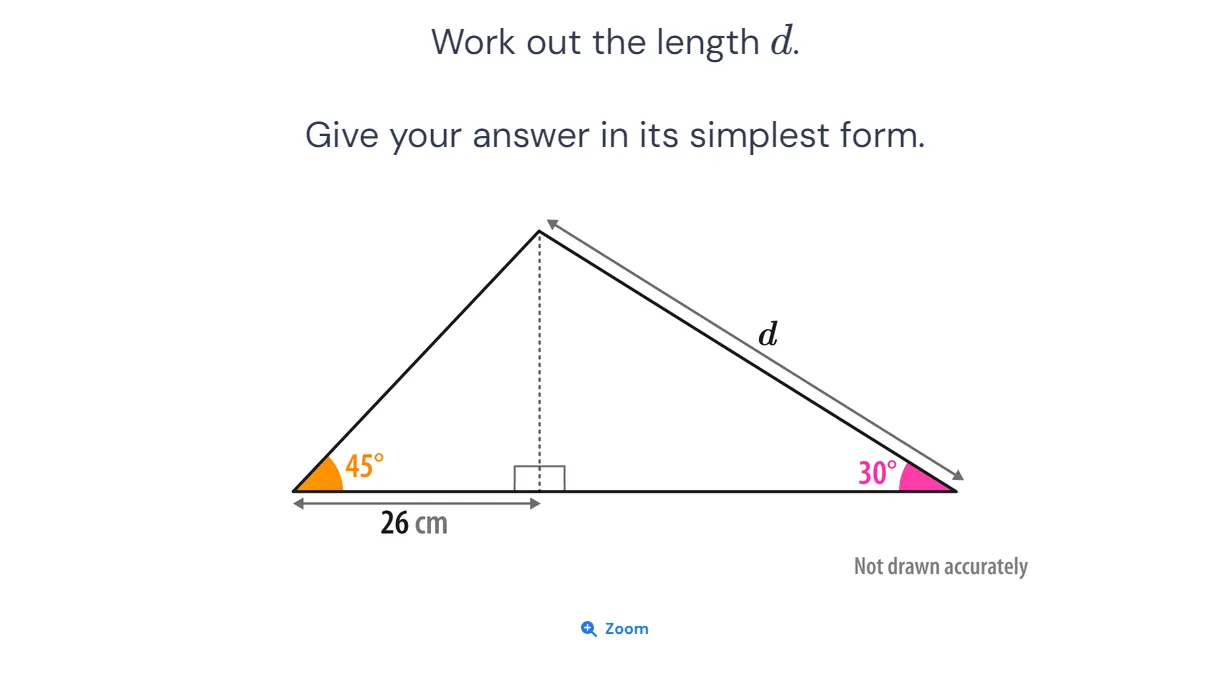 Work out the length d.
Give your answer in its simplest form.
d
45°
30°
26 cm
Not drawn accurately
Zoom